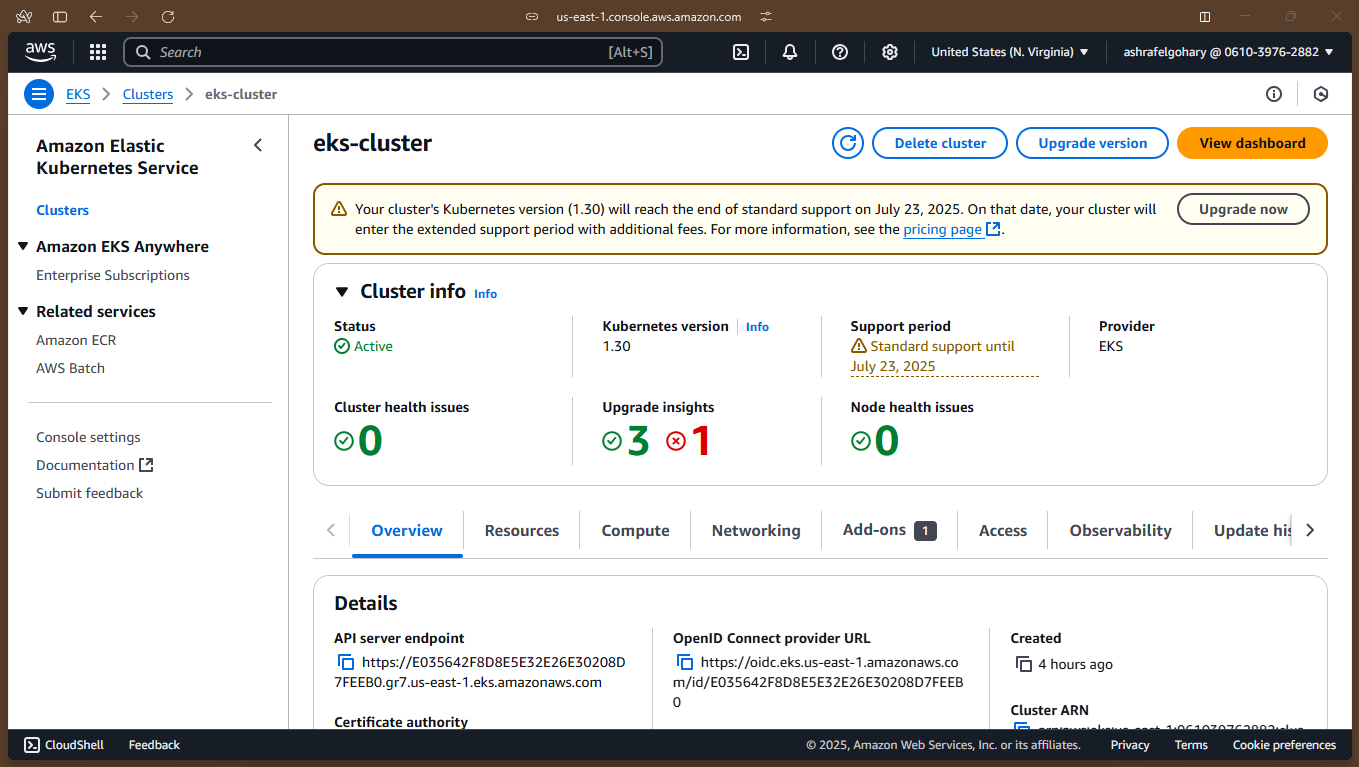 us-east-1.console.aws.amazon.com
aws
Search
[Alt+S]
United States (N. Virginia)
ashrafelgohary @ 0610-3976-2882
EKS
Clusters
eks-cluster
Amazon Elastic
Kubernetes Service
Clusters
Amazon EKS Anywhere
Enterprise Subscriptions
Related services
Amazon ECR
AWS Batch
Console settings
Documentation
Submit feedback
eks-cluster
Delete cluster
Upgrade version
View dashboard
Your cluster's Kubernetes version (1.30) will reach the end of standard support on July 23, 2025. On that date, your cluster will
enter the extended support period with additional fees. For more information, see the pricing page.
Upgrade now
Cluster info Info
Status
Active
Kubernetes version Info
1.30
Support period
Standard support until
July 23, 2025
Provider
EKS
Cluster health issues
0
Upgrade insights
3 1
Node health issues
0
Overview
Resources
Compute
Networking
Add-ons 1
Access
Observability
Update his
Details
API server endpoint
https://E035642F8D8E5E32E26E30208D
7FEEB0.gr7.us-east-1.eks.amazonaws.com
Certificate authority
OpenID Connect provider URL
https://oidc.eks.us-east-1.amazonaws.co
m/id/E035642F8D8E5E32E26E30208D7FEEB
0
Created
4 hours ago
Cluster ARN
CloudShell
Feedback
© 2025, Amazon Web Services, Inc. or its affiliates.
Privacy
Terms
Cookie preferences